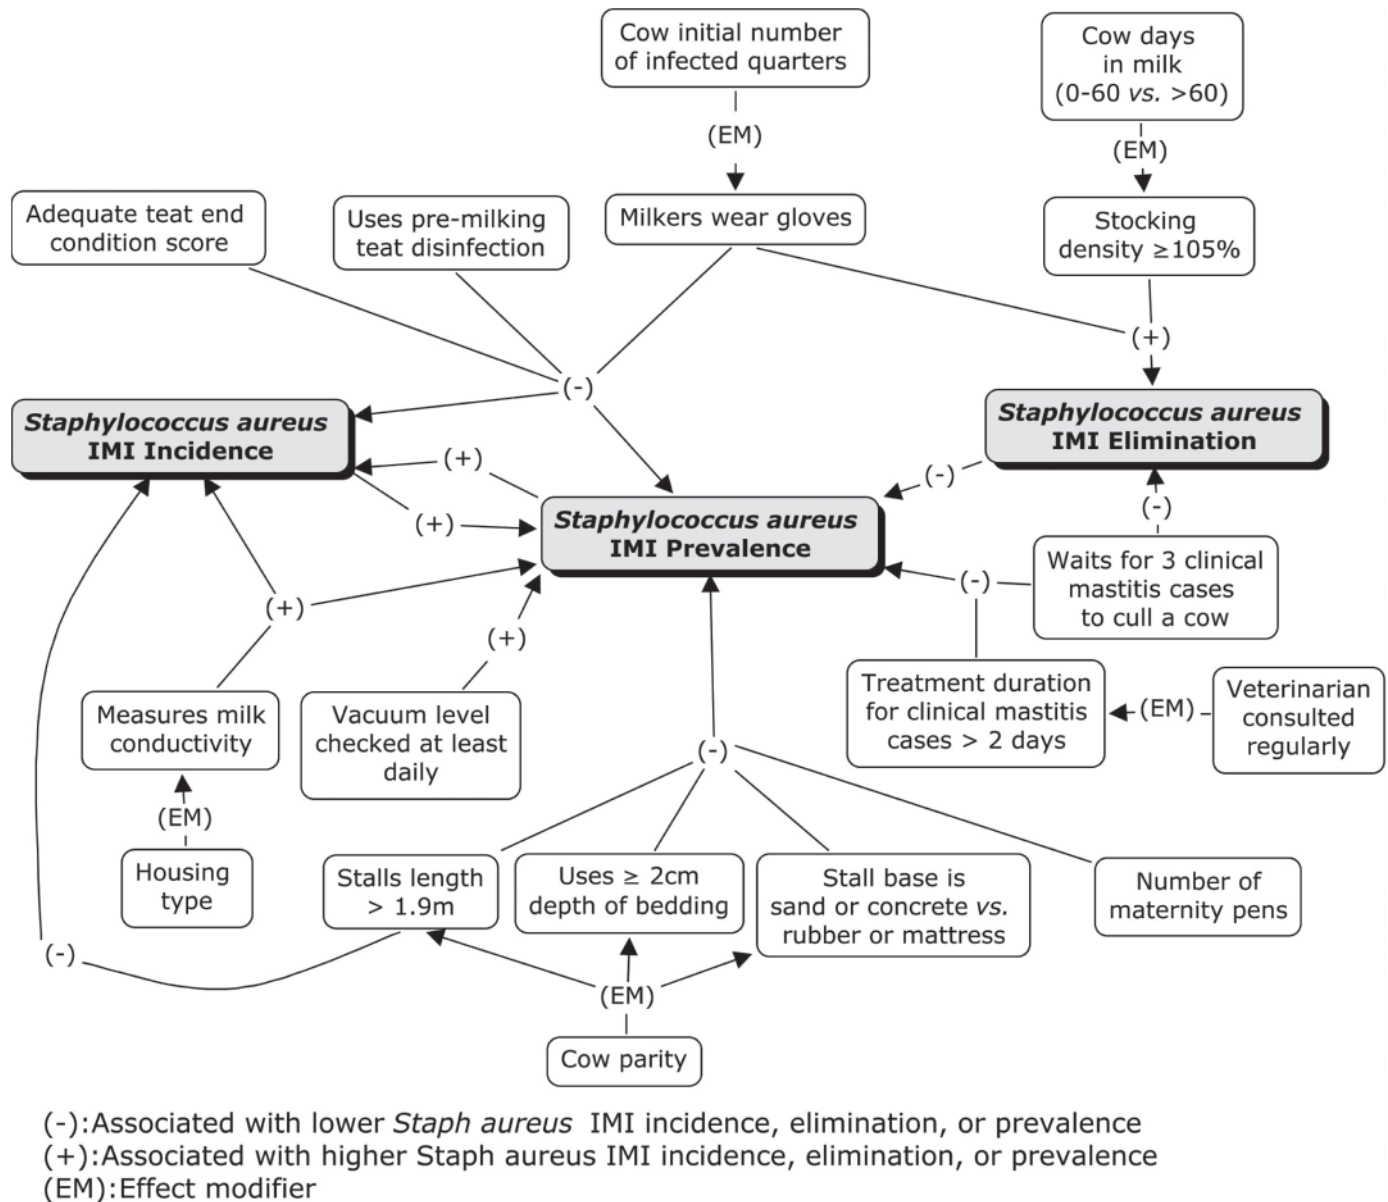 Cow initial number
of infected quarters
Cow days
in milk
(0-60 vs. >60)
(EM)
(EM)
Adequate teat end
condition score
Uses pre-milking
teat disinfection
Milkers wear gloves
Stocking
density ≥105%
(+)
(-)
Staphylococcus aureus
IMI Incidence
Staphylococcus aureus
IMI Elimination
(+)
(-)
(+)
(-)
Staphylococcus aureus
IMI Prevalence
Waits for 3 clinical
mastitis cases
to cull a cow
(-)
(+)
(+)
Measures milk
conductivity
Vacuum level
checked at least
daily
Treatment duration
for clinical mastitis
cases > 2 days
(EM)
Veterinarian
consulted
regularly
(-)
(EM)
Housing
type
Stalls length
> 1.9m
Uses ≥ 2cm
depth of bedding
Stall base is
sand or concrete vs.
rubber or mattress
Number of
maternity pens
(-)
(EM)
Cow parity
(-):Associated with lower Staph aureus IMI incidence, elimination, or prevalence
(+):Associated with higher Staph aureus IMI incidence, elimination, or prevalence
(EM):Effect modifier